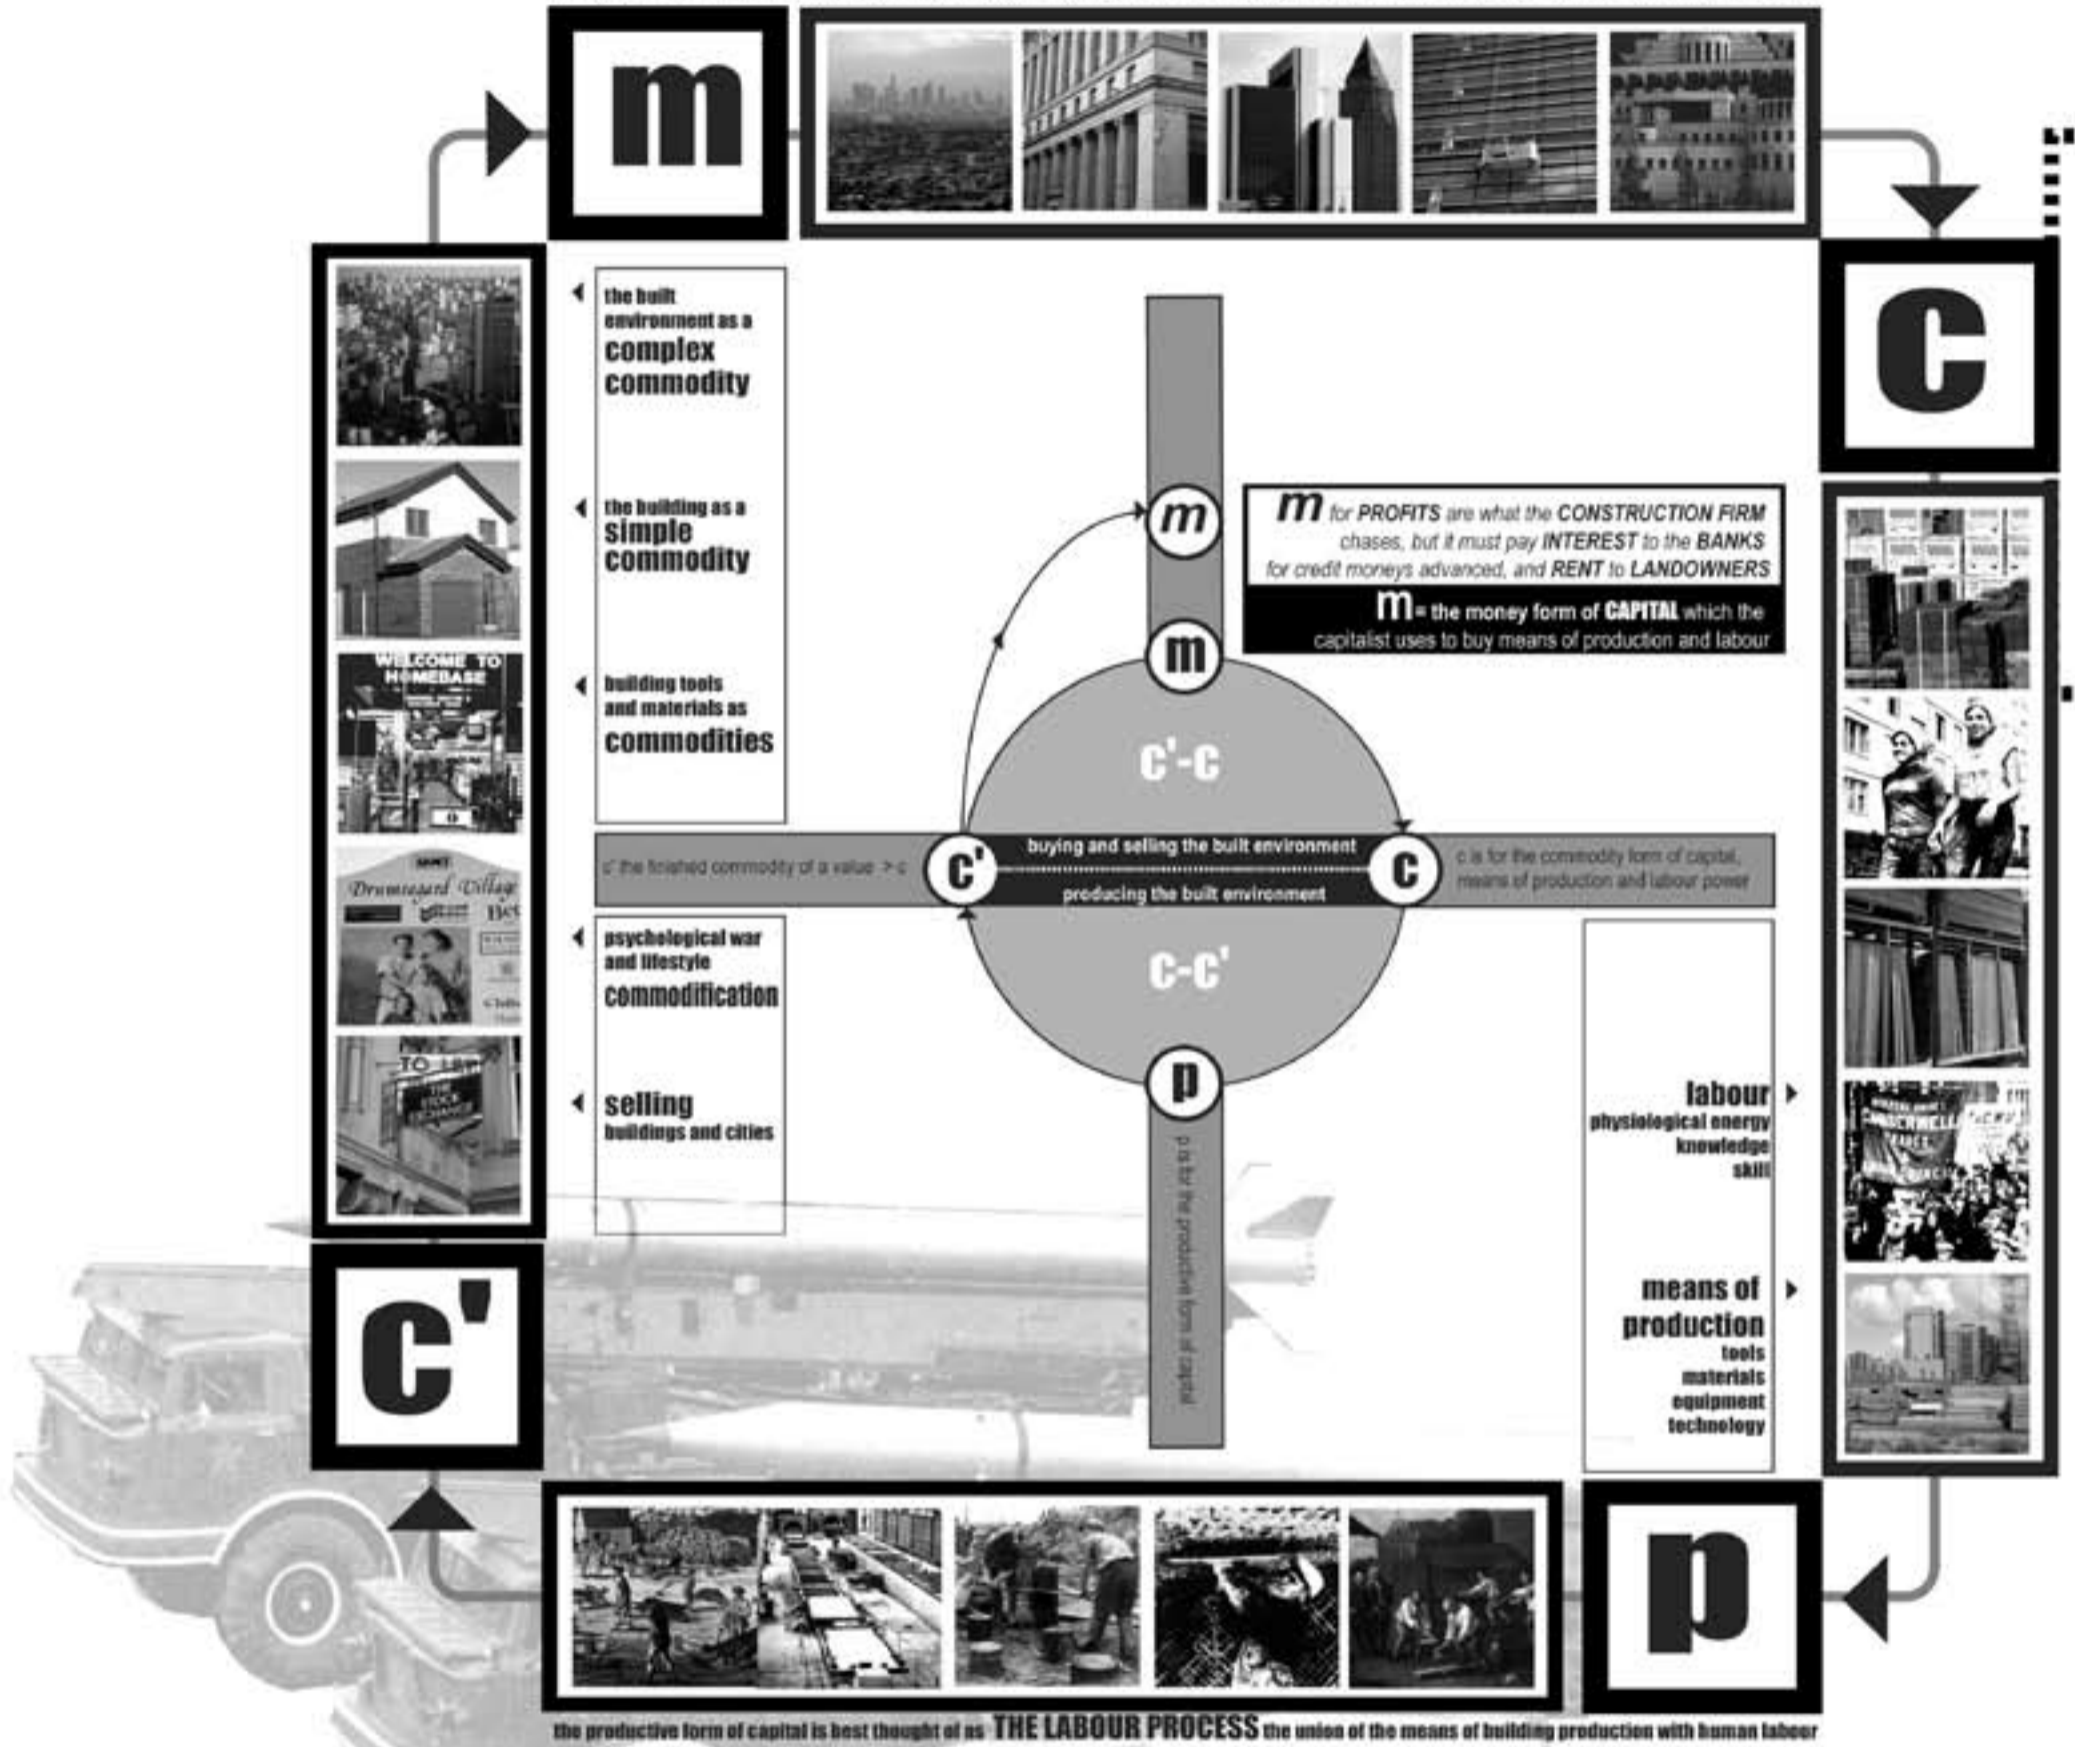 m
c
the built
environment as a
complex
commodity
the building as a
simple
commodity
building tools
and materials as
commodities
WELCOME TO
HOMEBASE
m
m for PROFITS are what the CONSTRUCTION FIRM
chases, but it must pay INTEREST to the BANKS
for credit moneys advanced, and RENT to LANDOWNERS
m = the money form of CAPITAL which the
capitalist uses to buy means of production and labour
m
c'-c
c' the finished commodity of a value > c
c'
buying and selling the built environment
producing the built environment
c
c is for the commodity form of capital,
means of production and labour power
c-c'
p
p is for the productive form of capital
Drumragard Village
psychological war
and lifestyle
commodification
selling
buildings and cities
TO LET
THE
STOCK
EXCHANGE
labour
physiological energy
knowledge
skill
means of
production
tools
materials
equipment
technology
c'
p
the productive form of capital is best thought of as THE LABOUR PROCESS the union of the means of building production with human labour